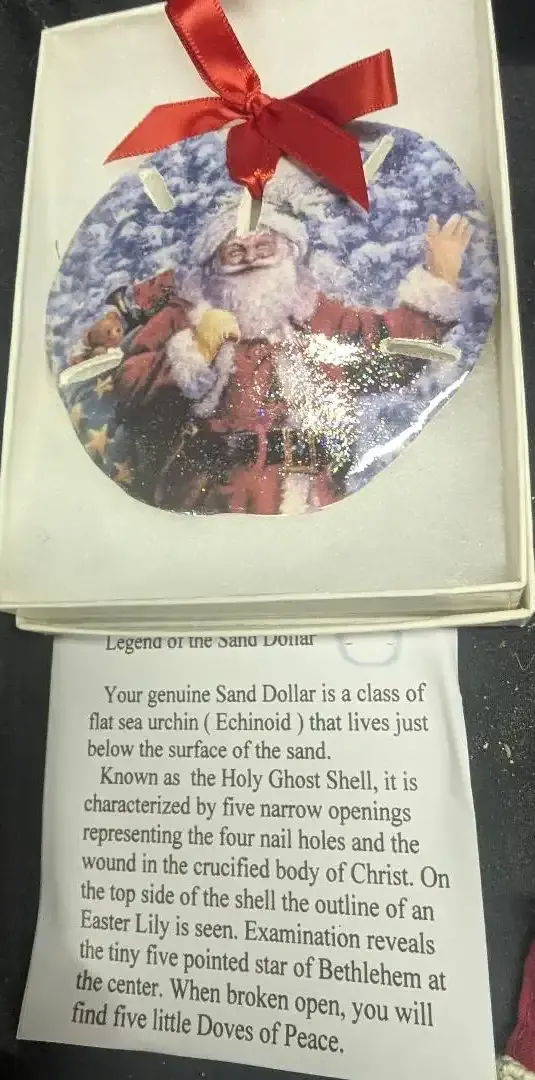 Legend of the Sand Dollar
Your genuine Sand Dollar is a class of
flat sea urchin ( Echinoid ) that lives just
below the surface of the sand.
Known as the Holy Ghost Shell, it is
characterized by five narrow openings
representing the four nail holes and the
wound in the crucified body of Christ. On
the top side of the shell the outline of an
Easter Lily is seen. Examination reveals
the tiny five pointed star of Bethlehem at
the center. When broken open, you will
find five little Doves of Peace.